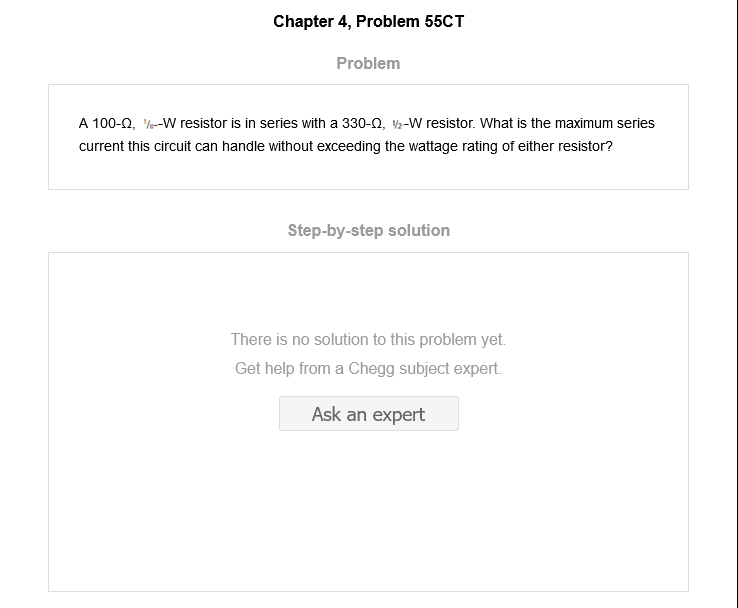 Chapter 4, Problem 55CT
Problem
A 100-Ω, ⅛--W resistor is in series with a 330-Ω, ½-W resistor. What is the maximum series
current this circuit can handle without exceeding the wattage rating of either resistor?
Step-by-step solution
There is no solution to this problem yet.
Get help from a Chegg subject expert.
Ask an expert